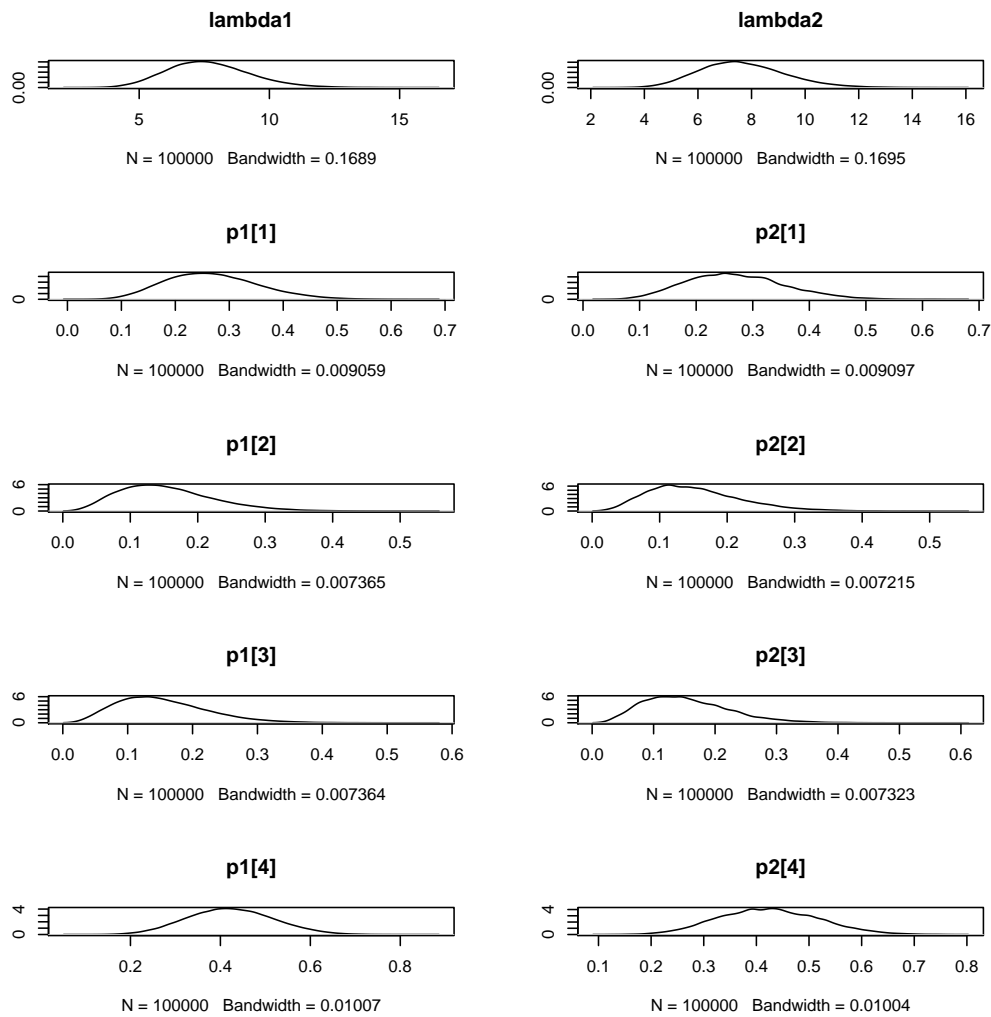 lambda1
0.00
5 10 15
N = 100000 Bandwidth = 0.1689
lambda2
0.00
2 4 6 8 10 12 14 16
N = 100000 Bandwidth = 0.1695
p1[1]
0
0.0 0.1 0.2 0.3 0.4 0.5 0.6 0.7
N = 100000 Bandwidth = 0.009059
p2[1]
0
0.0 0.1 0.2 0.3 0.4 0.5 0.6 0.7
N = 100000 Bandwidth = 0.009097
p1[2]
6
0
0.0 0.1 0.2 0.3 0.4 0.5
N = 100000 Bandwidth = 0.007365
p2[2]
6
0
0.0 0.1 0.2 0.3 0.4 0.5
N = 100000 Bandwidth = 0.007215
p1[3]
6
0
0.0 0.1 0.2 0.3 0.4 0.5 0.6
N = 100000 Bandwidth = 0.007364
p2[3]
6
0
0.0 0.1 0.2 0.3 0.4 0.5 0.6
N = 100000 Bandwidth = 0.007323
p1[4]
4
0
0.2 0.4 0.6 0.8
N = 100000 Bandwidth = 0.01007
p2[4]
4
0
0.1 0.2 0.3 0.4 0.5 0.6 0.7 0.8
N = 100000 Bandwidth = 0.01004